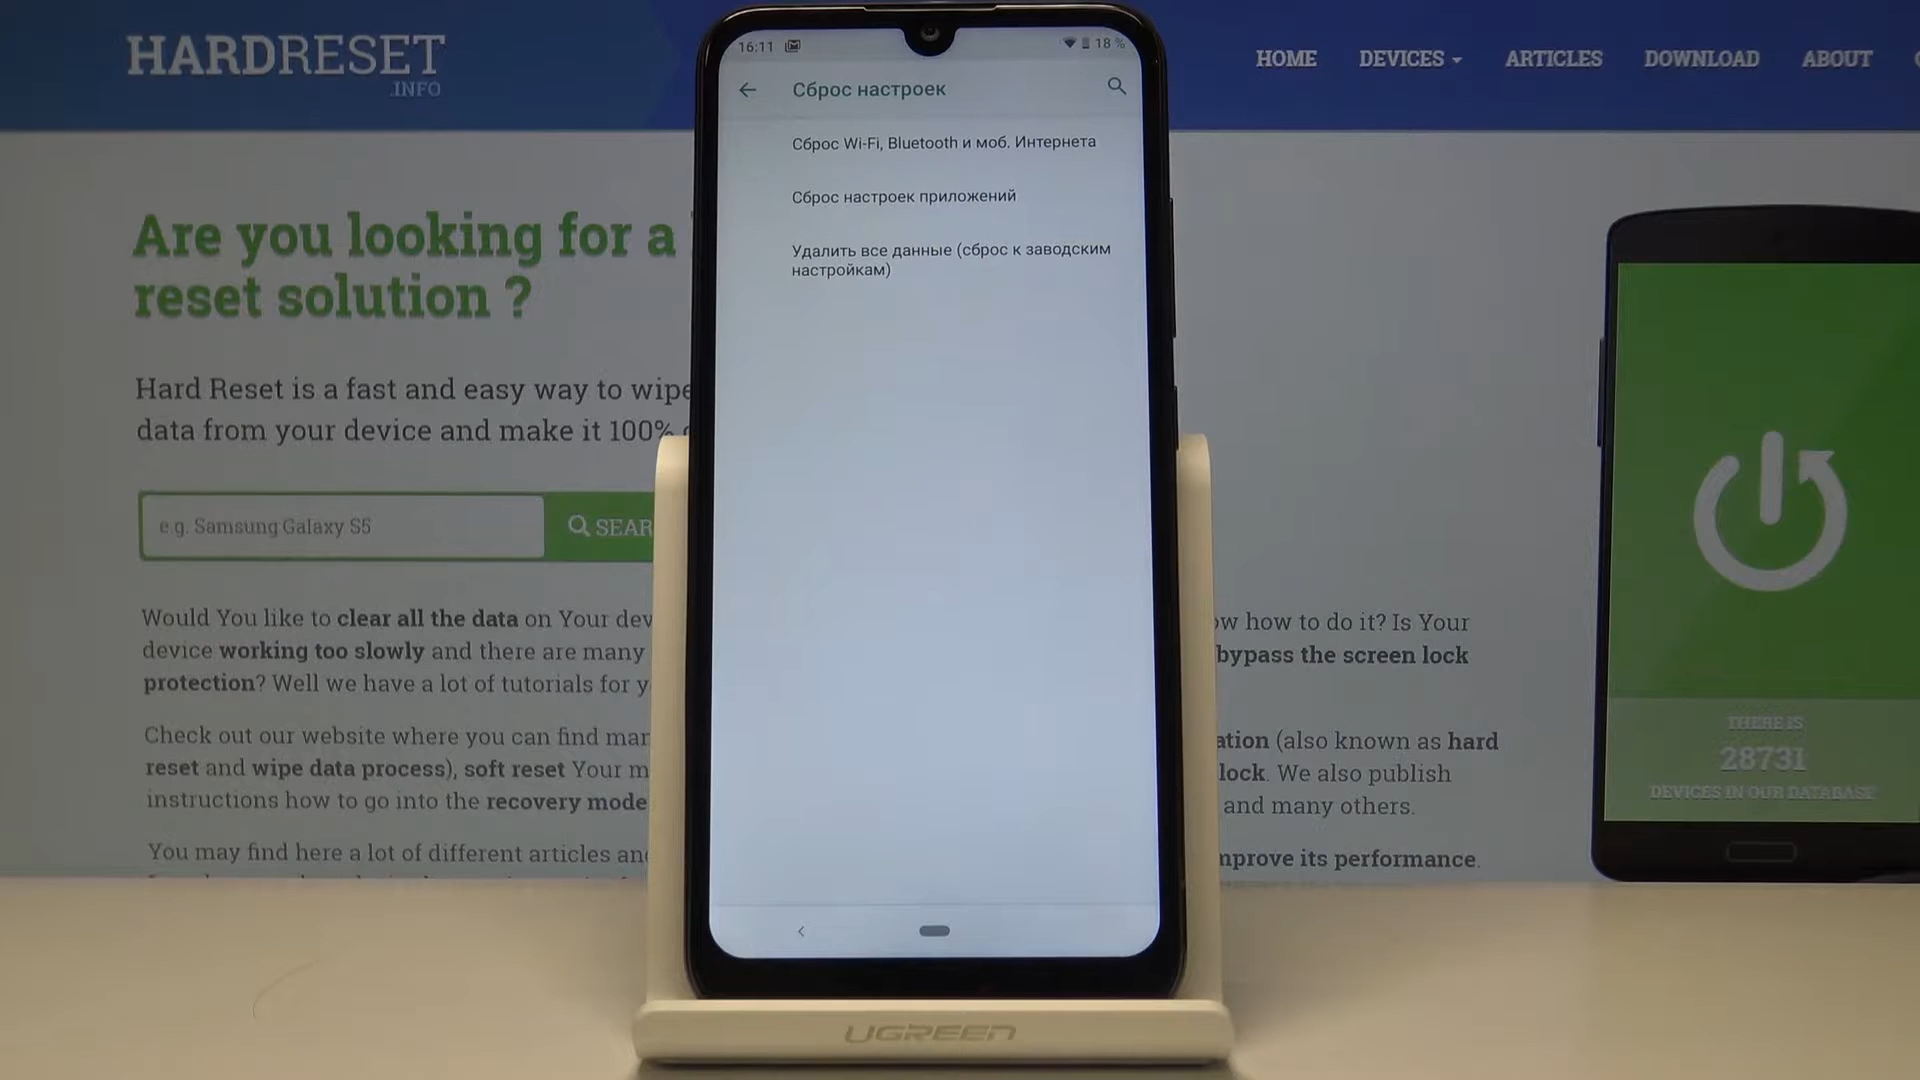 HARDRESET
.INFO
HOME DEVICES ARTICLES DOWNLOAD ABOUT
16:11 18 %
Сброс настроек
Сброс Wi-Fi, Bluetooth и моб. Интернета
Сброс настроек приложений
Удалить все данные (сброс к заводским
настройкам)
Are you looking for a
reset solution ?
Hard Reset is a fast and easy way to wipe
data from your device and make it 100%
e.g. Samsung Galaxy S5
SEAR
Would You like to clear all the data on Your dev
ow how to do it? Is Your
device working too slowly and there are many
bypass the screen lock
protection? Well we have a lot of tutorials for y
Check out our website where you can find mar
ation (also known as hard
reset and wipe data process), soft reset Your m
lock. We also publish
instructions how to go into the recovery mode
and many others.
You may find here a lot of different articles and
mprove its performance.
THERE IS
28731
DEVICES IN OUR DATABASE
UGREEN